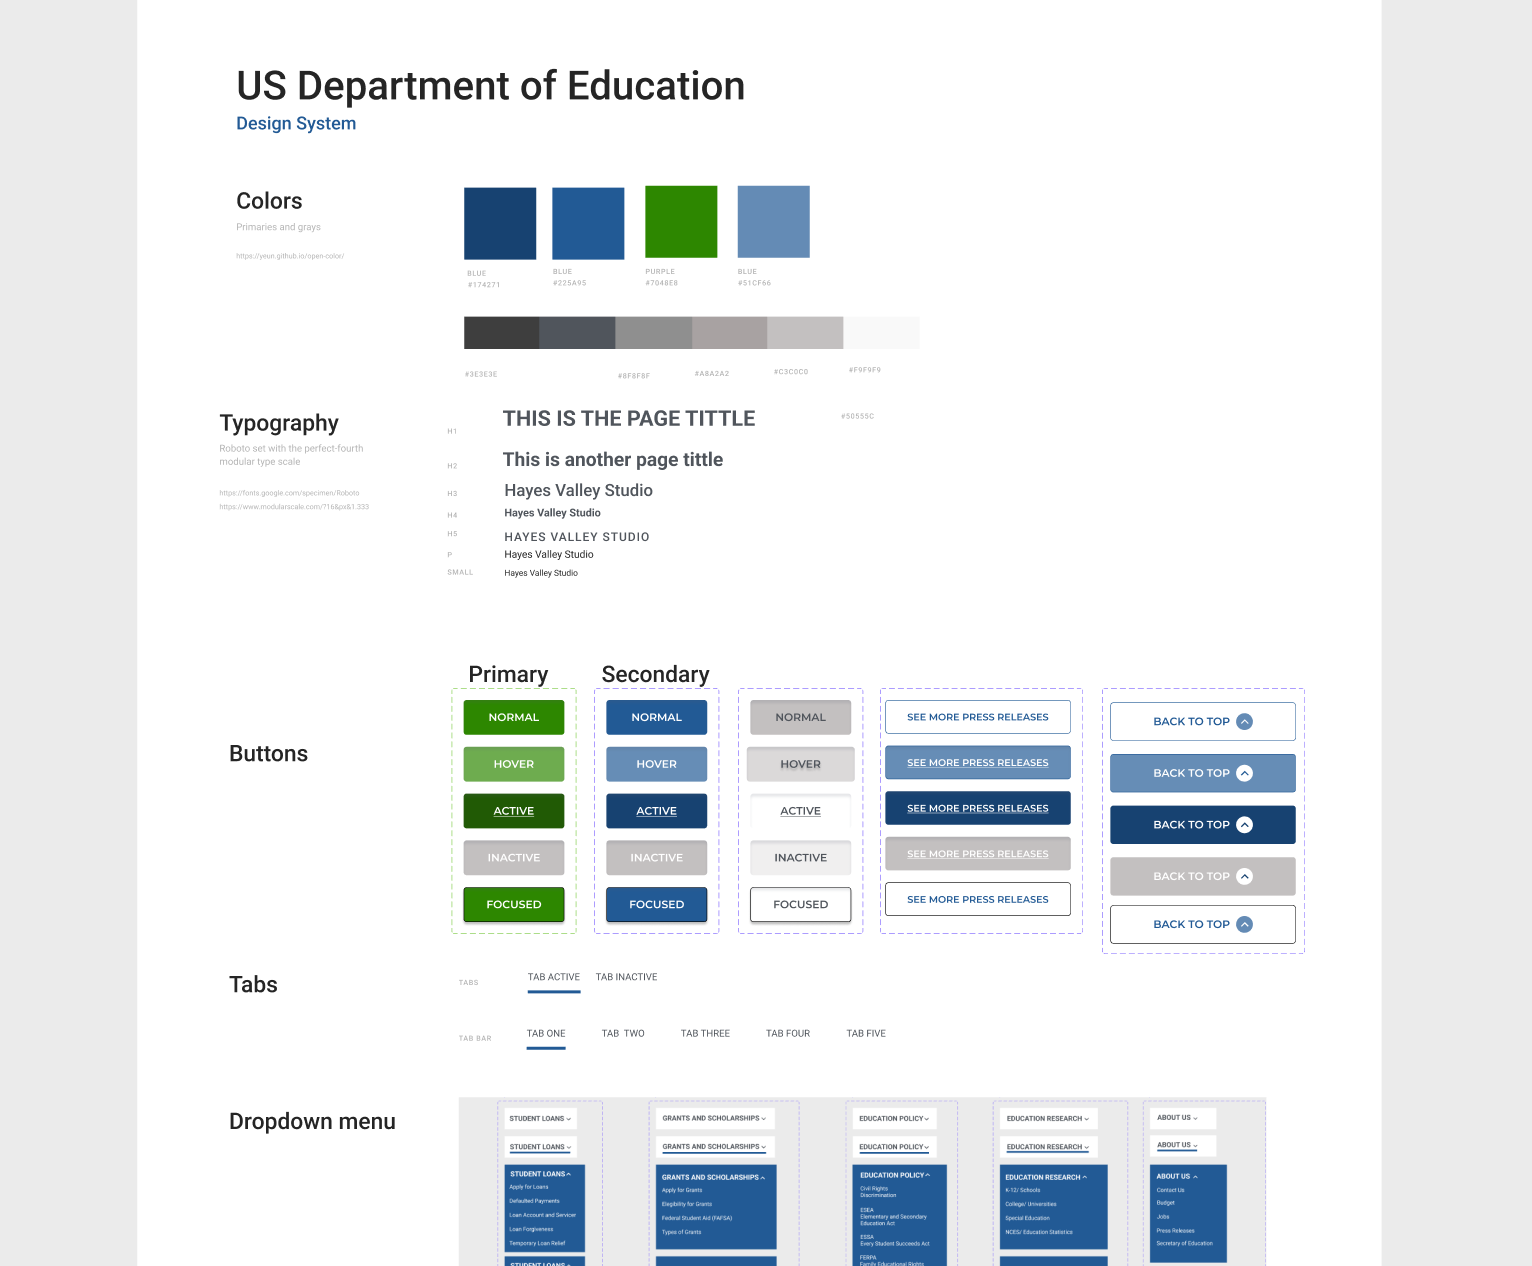 US Department of Education
Design System
Colors
Primaries and grays
https://yeun.github.io/open-color/
BLUE
#174271
BLUE
#225A95
PURPLE
#7048E8
BLUE
#51CF66
#3E3E3E
#8F8F8F
#A8A2A2
#C3C0C0
#F9F9F9
Typography
Roboto set with the perfect-fourth
modular type scale
https://fonts.google.com/specimen/Roboto
https://www.modularscale.com/?16&px&1.333
#50555C
H1
THIS IS THE PAGE TITTLE
H2
This is another page tittle
H3
Hayes Valley Studio
H4
Hayes Valley Studio
H5
HAYES VALLEY STUDIO
P
Hayes Valley Studio
SMALL
Hayes Valley Studio
Buttons
Primary
NORMAL
HOVER
ACTIVE
INACTIVE
FOCUSED
Secondary
NORMAL
HOVER
ACTIVE
INACTIVE
FOCUSED
NORMAL
HOVER
ACTIVE
INACTIVE
FOCUSED
SEE MORE PRESS RELEASES
SEE MORE PRESS RELEASES
SEE MORE PRESS RELEASES
SEE MORE PRESS RELEASES
SEE MORE PRESS RELEASES
BACK TO TOP
BACK TO TOP
BACK TO TOP
BACK TO TOP
BACK TO TOP
Tabs
TABS
TAB ACTIVE
TAB INACTIVE
TAB BAR
TAB ONE
TAB TWO
TAB THREE
TAB FOUR
TAB FIVE
Dropdown menu
STUDENT LOANS
STUDENT LOANS
STUDENT LOANS
Apply for Loans
Defaulted Payments
Loan Account and Servicer
Loan Forgiveness
Temporary Loan Relief
STUDENT LOANS
GRANTS AND SCHOLARSHIPS
GRANTS AND SCHOLARSHIPS
GRANTS AND SCHOLARSHIPS
Apply for Grants
Elegibility for Grants
Federal Student Aid (FAFSA)
Types of Grants
EDUCATION POLICY
EDUCATION POLICY
EDUCATION POLICY
Civil Rights
Discrimination
ESEA
Elementary and Secondary
Education Act
ESSA
Every Student Succeeds Act
FERPA
Family Educational Rights
EDUCATION RESEARCH
EDUCATION RESEARCH
EDUCATION RESEARCH
K-12/ Schools
College/ Universities
Special Education
NCES/ Education Statistics
ABOUT US
ABOUT US
ABOUT US
Contact Us
Budget
Jobs
Press Releases
Secretary of Education